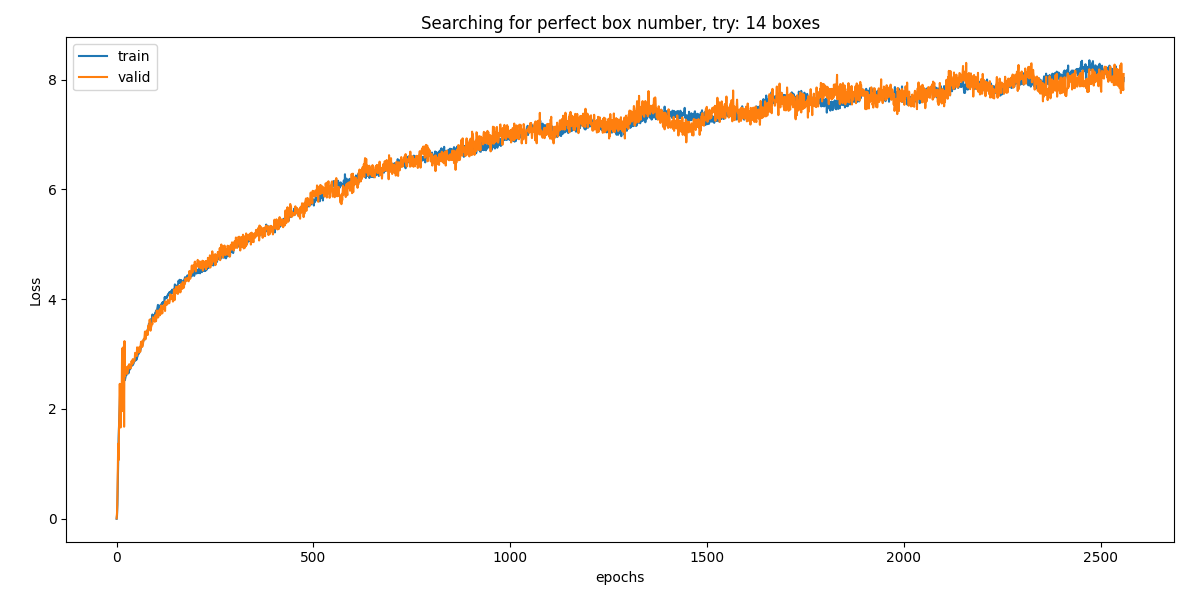 Searching for perfect box number, try: 14 boxes
train
valid
Loss
8
6
4
2
0
0 500 1000 1500 2000 2500
epochs